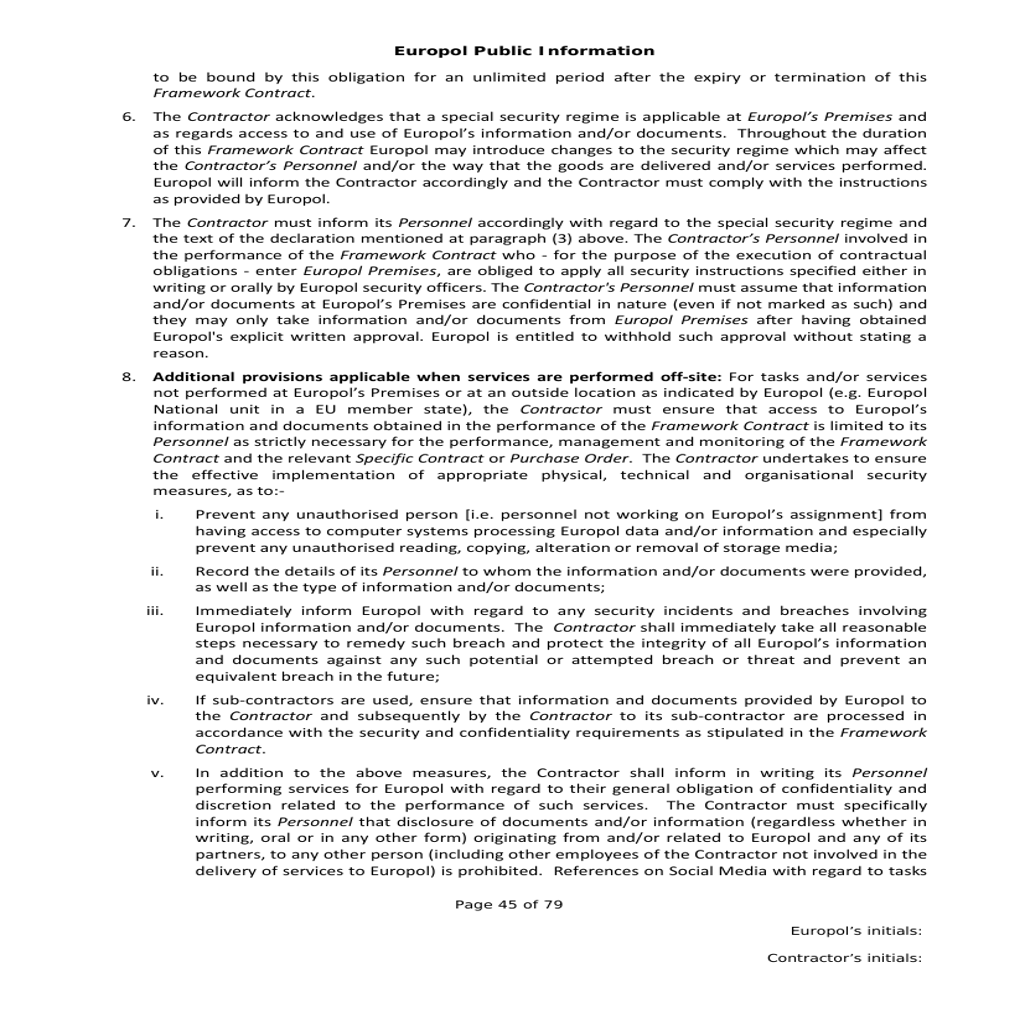 Europol Public Information
to be bound by this obligation for an unlimited period after the expiry or termination of this
Framework Contract.
6. The Contractor acknowledges that a special security regime is applicable at Europol’s Premises and
as regards access to and use of Europol’s information and/or documents. Throughout the duration
of this Framework Contract Europol may introduce changes to the security regime which may affect
the Contractor’s Personnel and/or the way that the goods are delivered and/or services performed.
Europol will inform the Contractor accordingly and the Contractor must comply with the instructions
as provided by Europol.
7. The Contractor must inform its Personnel accordingly with regard to the special security regime and
the text of the declaration mentioned at paragraph (3) above. The Contractor’s Personnel involved in
the performance of the Framework Contract who - for the purpose of the execution of contractual
obligations - enter Europol Premises, are obliged to apply all security instructions specified either in
writing or orally by Europol security officers. The Contractor's Personnel must assume that information
and/or documents at Europol’s Premises are confidential in nature (even if not marked as such) and
they may only take information and/or documents from Europol Premises after having obtained
Europol's explicit written approval. Europol is entitled to withhold such approval without stating a
reason.
8. Additional provisions applicable when services are performed off-site: For tasks and/or services
not performed at Europol’s Premises or at an outside location as indicated by Europol (e.g. Europol
National unit in a EU member state), the Contractor must ensure that access to Europol’s
information and documents obtained in the performance of the Framework Contract is limited to its
Personnel as strictly necessary for the performance, management and monitoring of the Framework
Contract and the relevant Specific Contract or Purchase Order. The Contractor undertakes to ensure
the effective implementation of appropriate physical, technical and organisational security
measures, as to:-
i. Prevent any unauthorised person [i.e. personnel not working on Europol’s assignment] from
having access to computer systems processing Europol data and/or information and especially
prevent any unauthorised reading, copying, alteration or removal of storage media;
ii. Record the details of its Personnel to whom the information and/or documents were provided,
as well as the type of information and/or documents;
iii. Immediately inform Europol with regard to any security incidents and breaches involving
Europol information and/or documents. The Contractor shall immediately take all reasonable
steps necessary to remedy such breach and protect the integrity of all Europol’s information
and documents against any such potential or attempted breach or threat and prevent an
equivalent breach in the future;
iv. If sub-contractors are used, ensure that information and documents provided by Europol to
the Contractor and subsequently by the Contractor to its sub-contractor are processed in
accordance with the security and confidentiality requirements as stipulated in the Framework
Contract.
v. In addition to the above measures, the Contractor shall inform in writing its Personnel
performing services for Europol with regard to their general obligation of confidentiality and
discretion related to the performance of such services. The Contractor must specifically
inform its Personnel that disclosure of documents and/or information (regardless whether in
writing, oral or in any other form) originating from and/or related to Europol and any of its
partners, to any other person (including other employees of the Contractor not involved in the
delivery of services to Europol) is prohibited. References on Social Media with regard to tasks
Page 45 of 79
Europol’s initials:
Contractor’s initials: